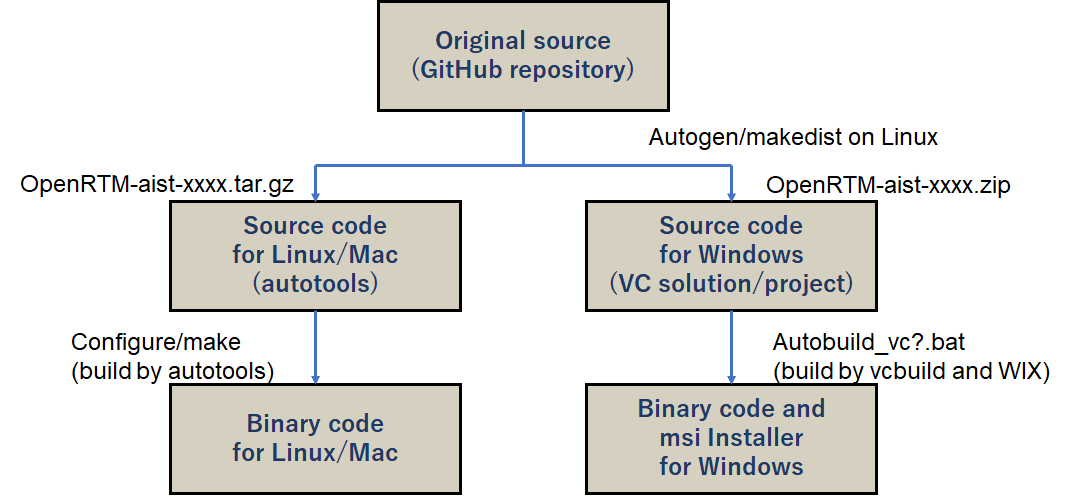 Original source
(GitHub repository)
Autogen/makedist on Linux
OpenRTM-aist-xxxx.tar.gz
OpenRTM-aist-xxxx.zip
Source code
for Linux/Mac
(autotools)
Source code
for Windows
(VC solution/project)
Configure/make
(build by autotools)
Autobuild_vc?.bat
(build by vcbuild and WIX)
Binary code
for Linux/Mac
Binary code and
msi Installer
for Windows